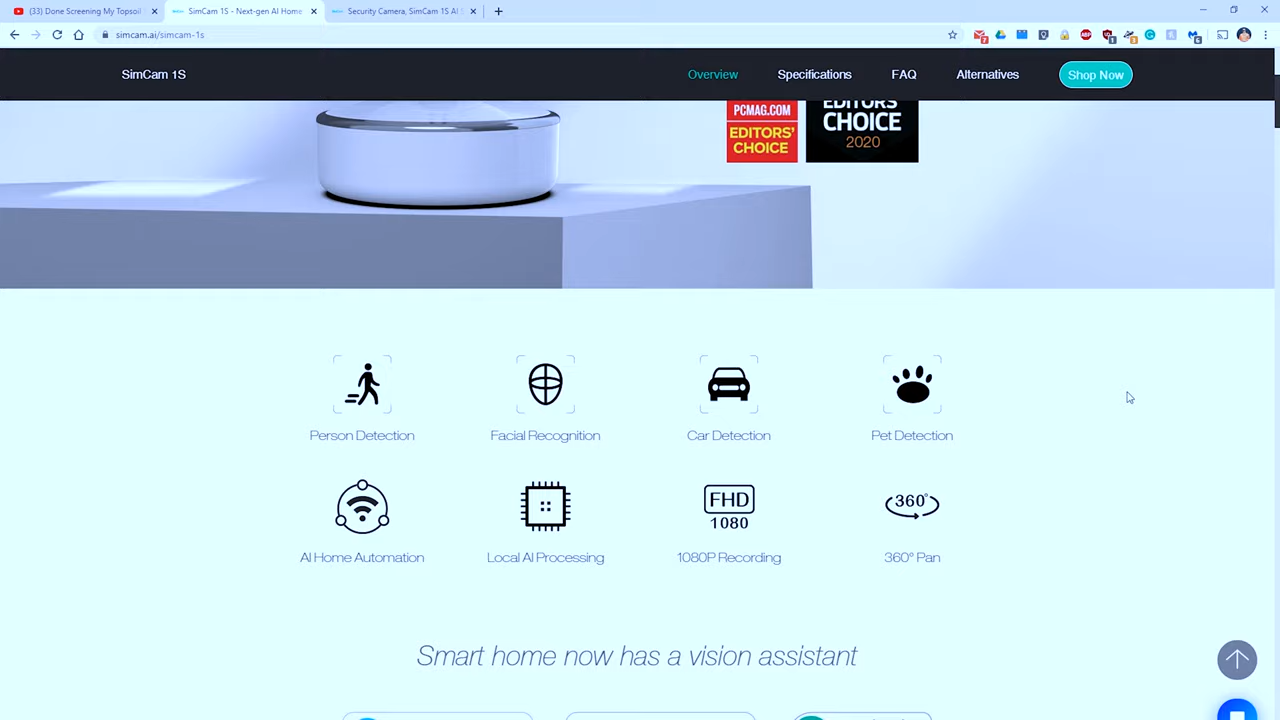 (33) Done Screening My Topsoil
SimCam 1S - Next-gen AI Home
Security Camera, SimCam 1S AI S
simcam.ai/simcam-1s
SimCam 1S
Overview
Specifications
FAQ
Alternatives
Shop Now
PCMAG.COM
EDITORS'
CHOICE
EDITORS
CHOICE
2020
Person Detection
Facial Recognition
Car Detection
Pet Detection
FHD
1080
360°
AI Home Automation
Local AI Processing
1080P Recording
360° Pan
Smart home now has a vision assistant